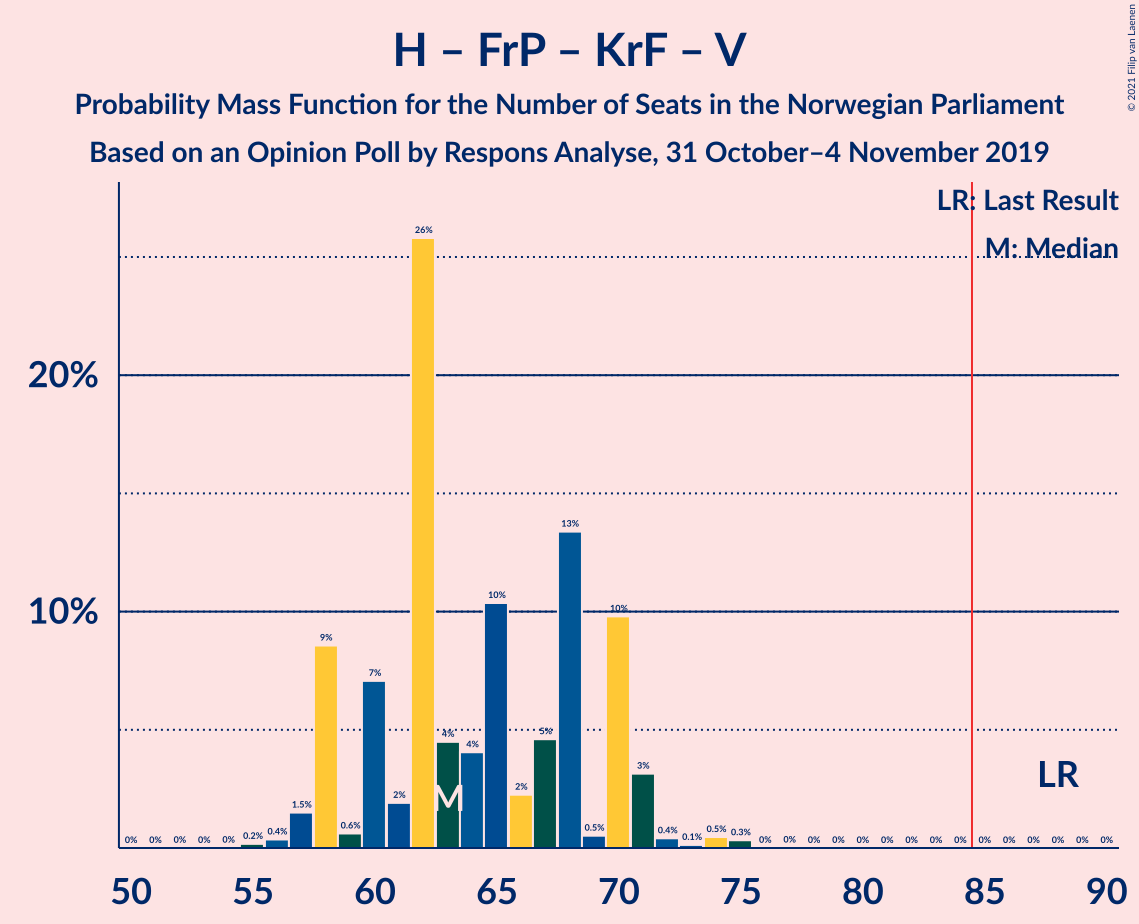 H – FrP – KrF – V
Probability Mass Function for the Number of Seats in the Norwegian Parliament
Based on an Opinion Poll by Respons Analyse, 31 October–4 November 2019
© 2021 Filip van Laenen
LR: Last Result
M: Median
20%
10%
0% 0% 0% 0% 0% 0.2% 0.4% 1.5% 9% 0.6% 7% 2% 26% 4% 4% 10% 2% 5% 13% 0.5% 10% 3% 0.4% 0.1% 0.5% 0.3% 0% 0% 0% 0% 0% 0% 0% 0% 0% 0% 0% 0% 0% 0% 0%
M
LR
50 55 60 65 70 75 80 85 90